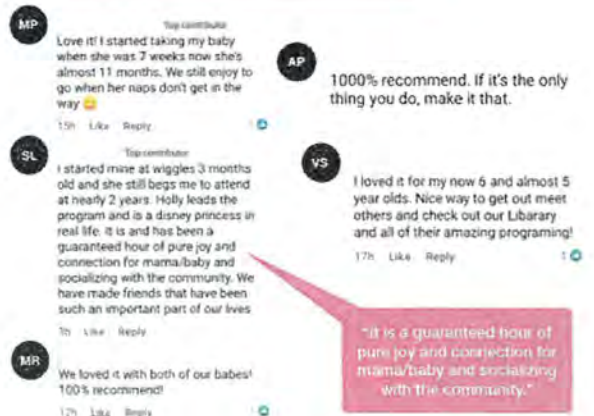 MP
Top contributor
Love it! I started taking my baby
when she was 7 weeks now she's
almost 11 months. We still enjoy to
go when her naps don't get in the
way
15h Like Reply
SL
Top contributor
I started mine at wiggles 3 months
old and she still begs me to attend
at nearly 2 years. Holly leads the
program and is a disney princess in
real life. It is and has been a
guaranteed hour of pure joy and
connection for mama/baby and
socializing with the community. We
have made friends that have been
such an important part of our lives
Like Reply
MR
We loved it with both of our babes!
100% recommend!
17h Like Reply
AP
1000% recommend. If it's the only
thing you do, make it that.
VS
I loved it for my now 6 and almost 5
year olds. Nice way to get out meet
others and check out our Libarary
and all of their amazing programing!
17h Like Reply 1
"It is a guaranteed hour of
pure joy and connection for
mama/baby and socializing
with the community."